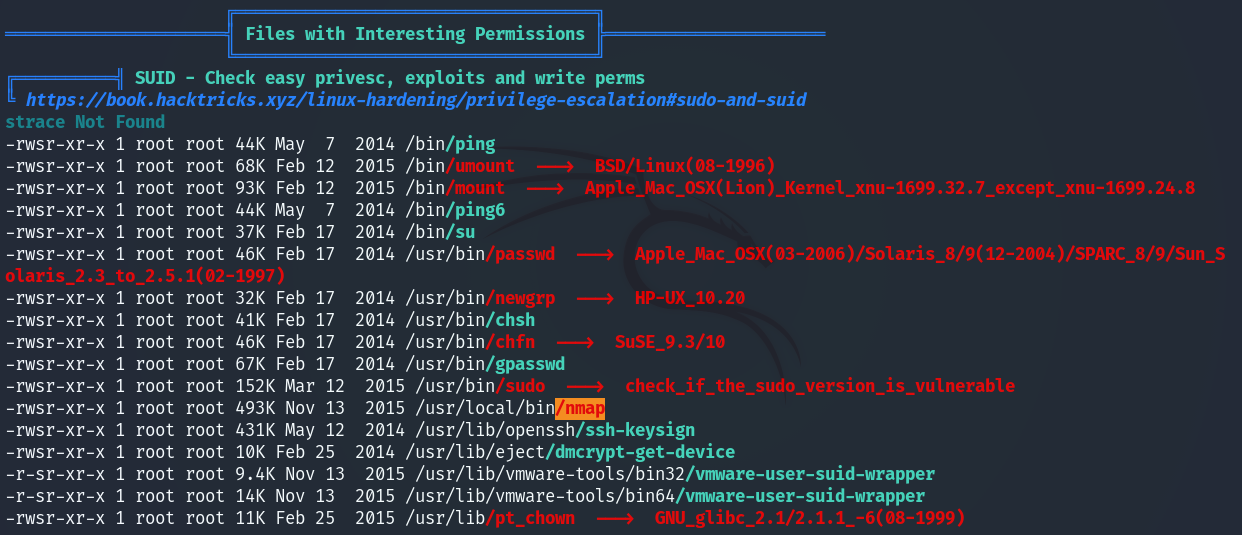 Files with Interesting Permissions
SUID - Check easy privesc, exploits and write perms
https://book.hacktricks.xyz/linux-hardening/privilege-escalation#sudo-and-suid
strace Not Found
-rwsr-xr-x 1 root root 44K May  7  2014 /bin/ping
-rwsr-xr-x 1 root root 68K Feb 12  2015 /bin/umount  --->  BSD/Linux(08-1996)
-rwsr-xr-x 1 root root 93K Feb 12  2015 /bin/mount  --->  Apple_Mac_OSX(Lion)_Kernel_xnu-1699.32.7_except_xnu-1699.24.8
-rwsr-xr-x 1 root root 44K May  7  2014 /bin/ping6
-rwsr-xr-x 1 root root 37K Feb 17  2014 /bin/su
-rwsr-xr-x 1 root root 46K Feb 17  2014 /usr/bin/passwd  --->  Apple_Mac_OSX(03-2006)/Solaris_8/9(12-2004)/SPARC_8/9/Sun_S
olaris_2.3_to_2.5.1(02-1997)
-rwsr-xr-x 1 root root 32K Feb 17  2014 /usr/bin/newgrp  --->  HP-UX_10.20
-rwsr-xr-x 1 root root 41K Feb 17  2014 /usr/bin/chsh
-rwsr-xr-x 1 root root 46K Feb 17  2014 /usr/bin/chfn  --->  SuSE_9.3/10
-rwsr-xr-x 1 root root 67K Feb 17  2014 /usr/bin/gpasswd
-rwsr-xr-x 1 root root 152K Mar 12  2015 /usr/bin/sudo  --->  check_if_the_sudo_version_is_vulnerable
-rwsr-xr-x 1 root root 493K Nov 13  2015 /usr/local/bin/nmap
-rwsr-xr-x 1 root root 431K May 12  2014 /usr/lib/openssh/ssh-keysign
-rwsr-xr-x 1 root root 10K Feb 25  2014 /usr/lib/eject/dmcrypt-get-device
-r-sr-xr-x 1 root root 9.4K Nov 13  2015 /usr/lib/vmware-tools/bin32/vmware-user-suid-wrapper
-r-sr-xr-x 1 root root 14K Nov 13  2015 /usr/lib/vmware-tools/bin64/vmware-user-suid-wrapper
-rwsr-xr-x 1 root root 11K Feb 25  2014 /usr/lib/pt_chown  --->  GNU_glibc_2.1/2.1.1_-6(08-1999)